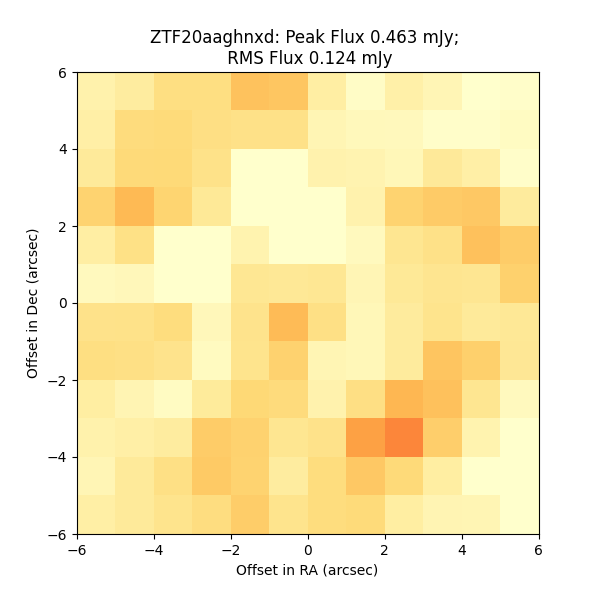 ZTF20aaghnxd: Peak Flux 0.463 mJy;
RMS Flux 0.124 mJy
6
4
2
0
−2
−4
−6
Offset in Dec (arcsec)
−6 −4 −2 0 2 4 6
Offset in RA (arcsec)